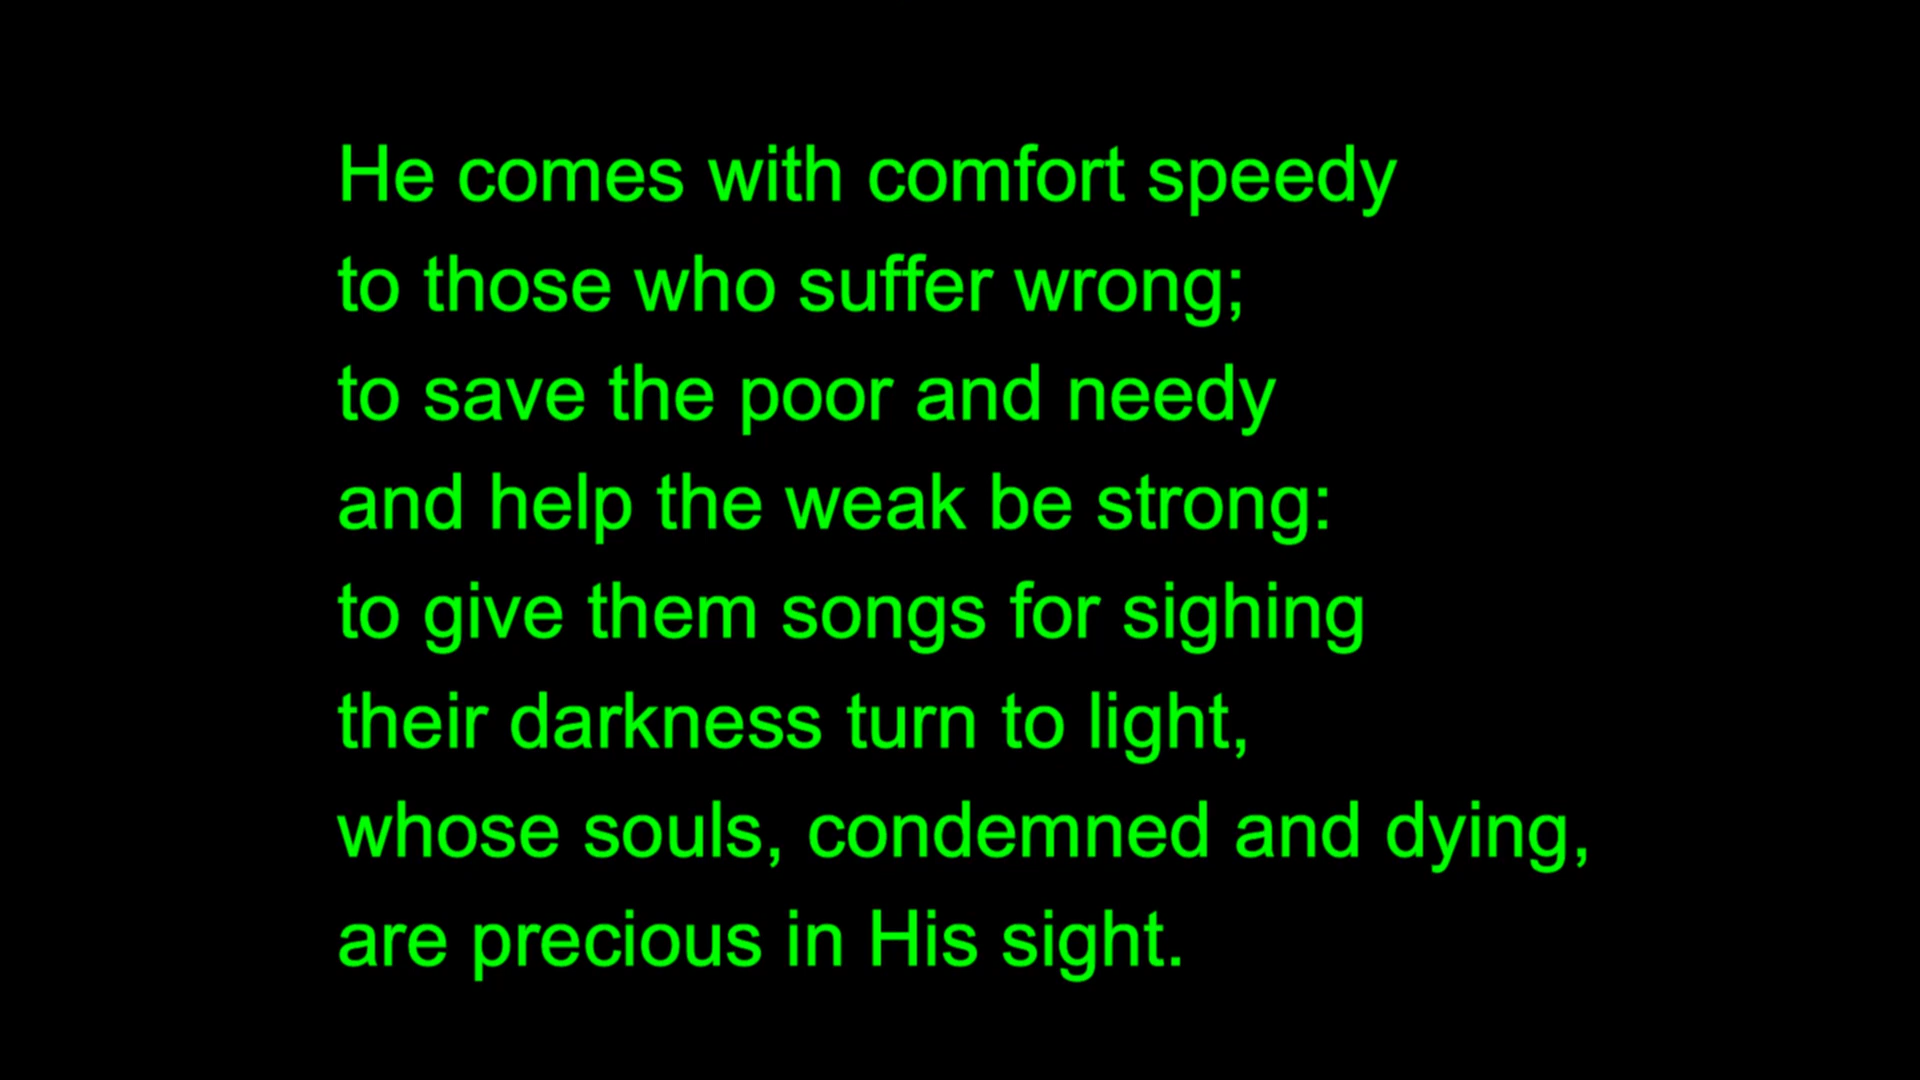 He comes with comfort speedy
to those who suffer wrong;
to save the poor and needy
and help the weak be strong:
to give them songs for sighing
their darkness turn to light,
whose souls, condemned and dying,
are precious in His sight.